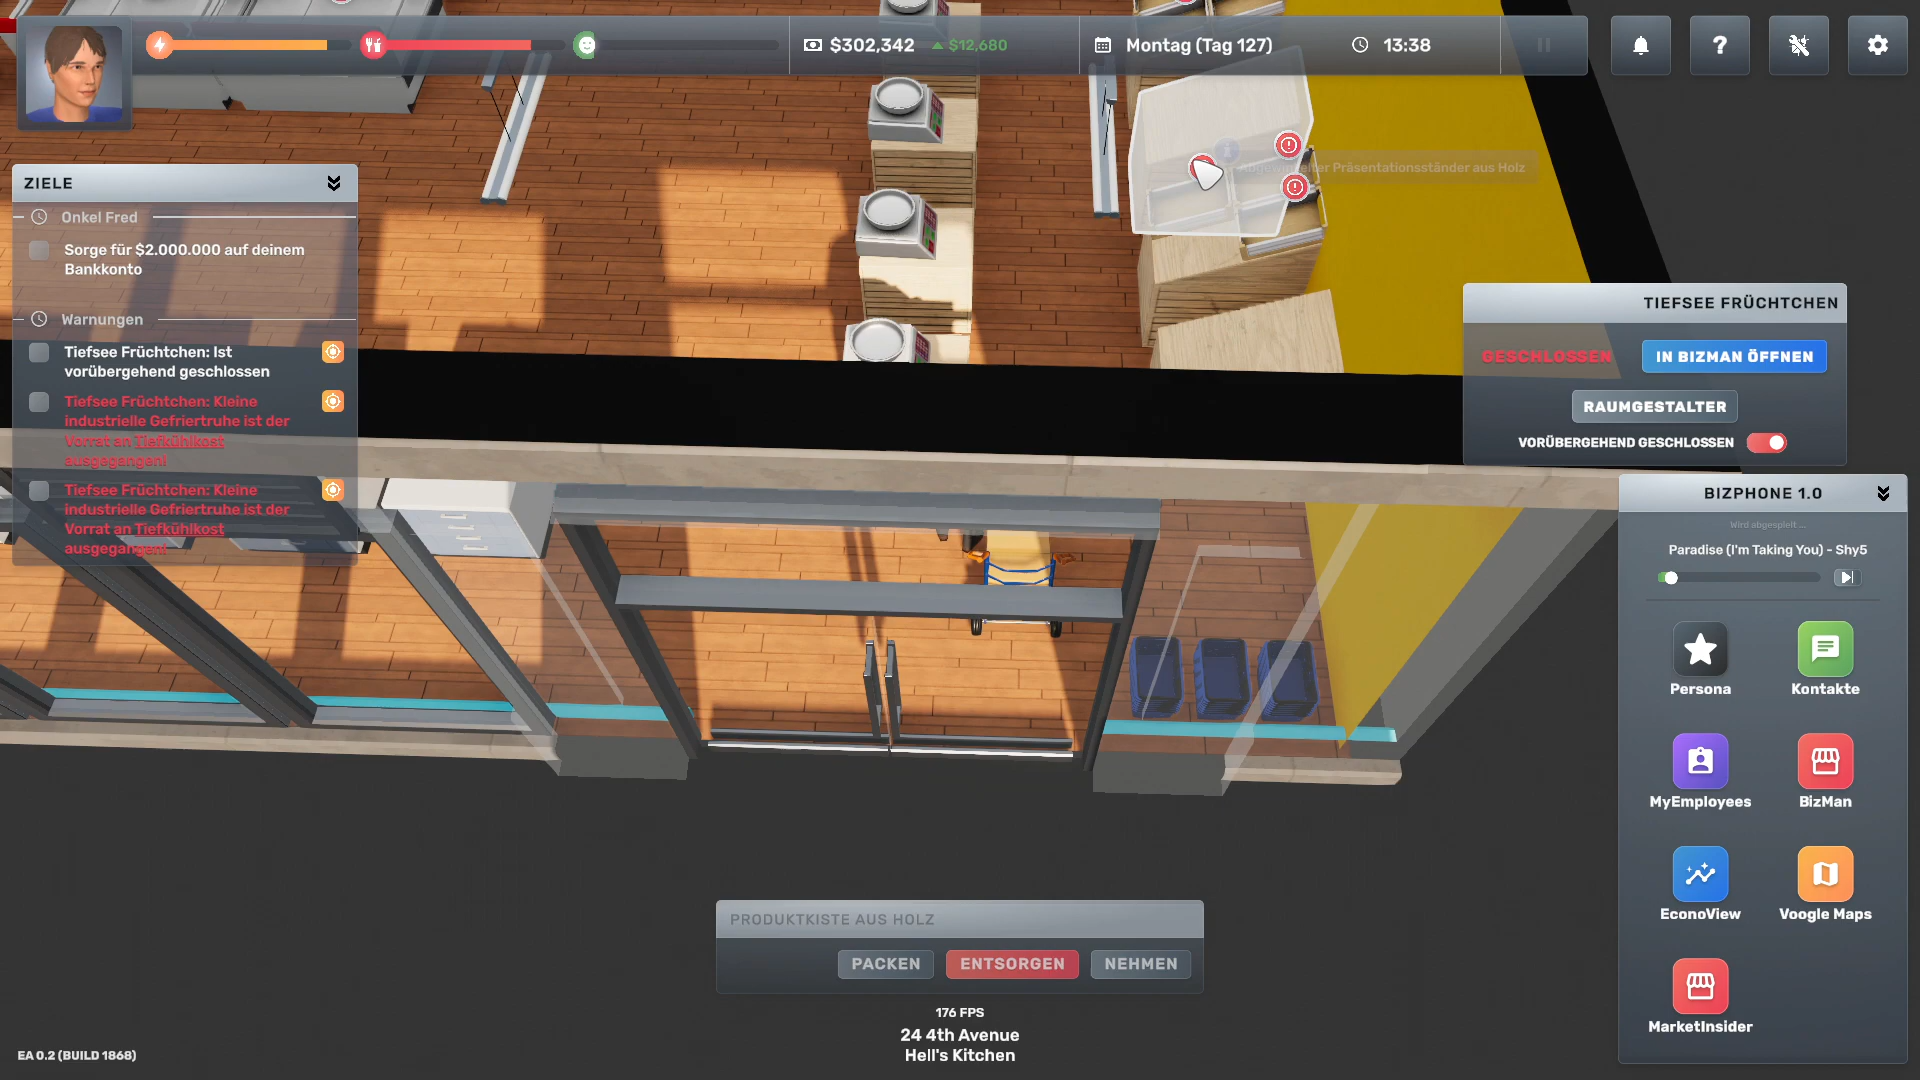 $302,342
$12,680
Montag (Tag 127)
13:38
ZIELE
Onkel Fred
Sorge für $2.000.000 auf deinem
Bankkonto
Warnungen
Tiefsee Früchtchen: Ist
vorübergehend geschlossen
Tiefsee Früchtchen: Kleine
industrielle Gefriertruhe ist der
Vorrat an Tiefkühlkost
ausgegangen!
Tiefsee Früchtchen: Kleine
industrielle Gefriertruhe ist der
Vorrat an Tiefkühlkost
ausgegangen!
Präsentationsständer aus Holz
TIEFSEE FRÜCHTCHEN
GESCHLOSSEN
IN BIZMAN ÖFFNEN
RAUMGESTALTER
VORÜBERGEHEND GESCHLOSSEN
BIZPHONE 1.0
Wird abgespielt ...
Paradise (I'm Taking You) - Shy5
Persona
Kontakte
MyEmployees
BizMan
EconoView
Voogle Maps
MarketInsider
PRODUKTKISTE AUS HOLZ
PACKEN
ENTSORGEN
NEHMEN
176 FPS
24 4th Avenue
Hell's Kitchen
EA 0.2 (BUILD 1868)